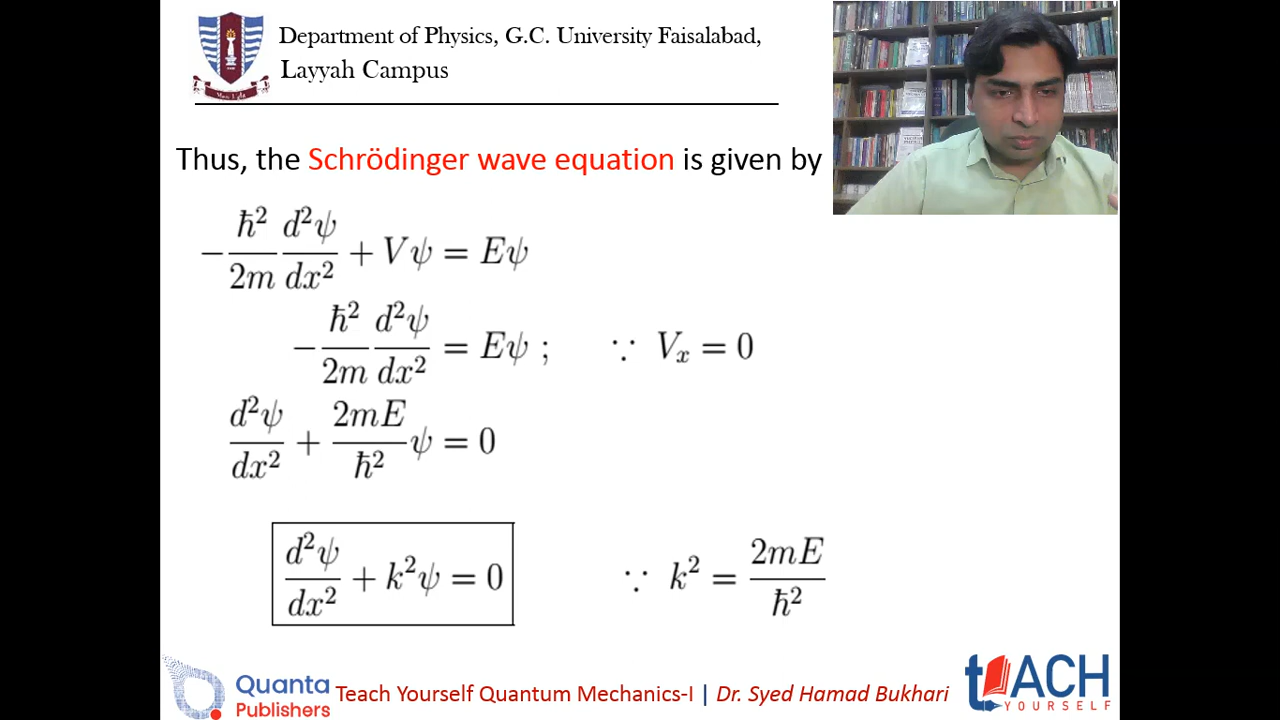 Department of Physics, G.C. University Faisalabad,
Layyah Campus
Thus, the Schrödinger wave equation is given by
−ℏ²/2m d²ψ/dx² + Vψ = Eψ
−ℏ²/2m d²ψ/dx² = Eψ ; ∵ Vₓ = 0
d²ψ/dx² + 2mE/ℏ² ψ = 0
d²ψ/dx² + k²ψ = 0 ∵ k² = 2mE/ℏ²
Quanta
Publishers
Teach Yourself Quantum Mechanics-I | Dr. Syed Hamad Bukhari
tEACH
YOURSELF